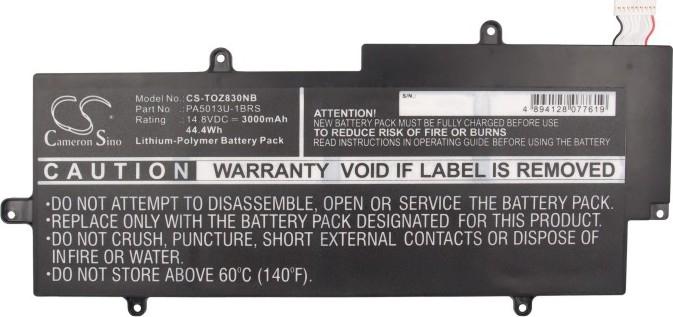 CS
Cameron Sino
Model No.: CS-TOZ830NB
Part No.: PA5013U-1BRS
Rating: 14.8VDC ⎓ 3000mAh
44.4Wh
Lithium-Polymer Battery Pack
S/N:
4 894128 077619
ATTENTION!
NEW BATTERY PACK MUST BE FULLY CHARGED BEFORE USE
TO REDUCE RISK OF FIRE OR BURNS
READ INSTRUCTIONS IN OPERATING GUIDE BEFORE USING BATTERY
CAUTION WARRANTY VOID IF LABEL IS REMOVED
•DO NOT ATTEMPT TO DISASSEMBLE, OPEN OR SERVICE THE BATTERY PACK.
•REPLACE ONLY WITH THE BATTERY PACK DESIGNATED FOR THIS PRODUCT.
•DO NOT CRUSH, PUNCTURE, SHORT EXTERNAL CONTACTS OR DISPOSE OF
INFIRE OR WATER.
•DO NOT STORE ABOVE 60°C (140°F).